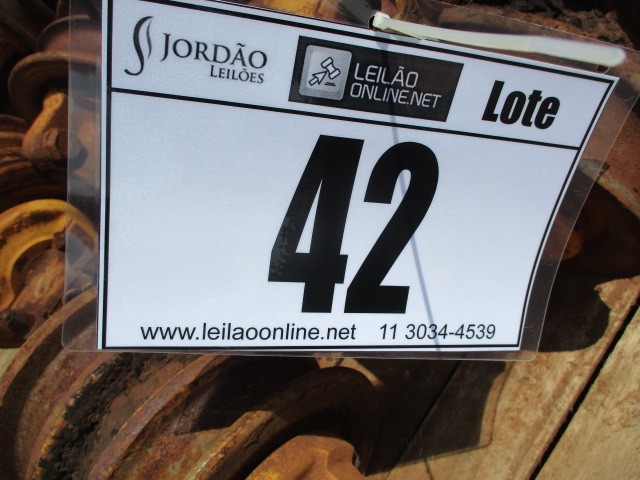 JORDÃO
LEILÕES
LEILÃO
ONLINE.NET
Lote
42
www.leilaoonline.net 11 3034-4539